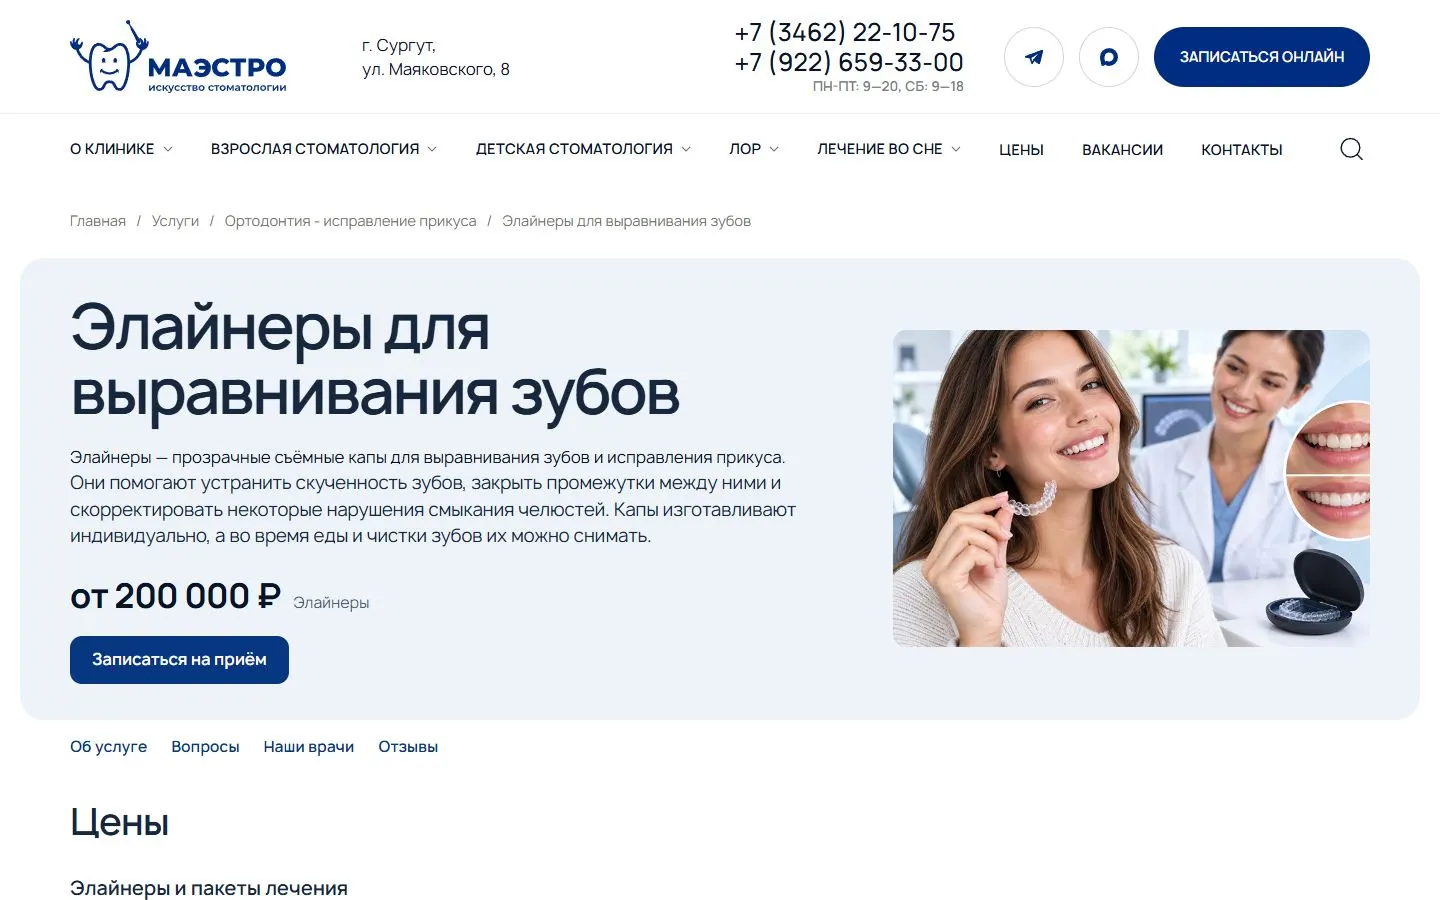 МАЭСТРО
искусство стоматологии
г. Сургут,
ул. Маяковского, 8
+7 (3462) 22-10-75
+7 (922) 659-33-00
ПН-ПТ: 9—20, СБ: 9—18
ЗАПИСАТЬСЯ ОНЛАЙН
О КЛИНИКЕ
ВЗРОСЛАЯ СТОМАТОЛОГИЯ
ДЕТСКАЯ СТОМАТОЛОГИЯ
ЛОР
ЛЕЧЕНИЕ ВО СНЕ
ЦЕНЫ
ВАКАНСИИ
КОНТАКТЫ
Главная / Услуги / Ортодонтия - исправление прикуса / Элайнеры для выравнивания зубов
Элайнеры для
выравнивания зубов
Элайнеры — прозрачные съёмные капы для выравнивания зубов и исправления прикуса.
Они помогают устранить скученность зубов, закрыть промежутки между ними и
скорректировать некоторые нарушения смыкания челюстей. Капы изготавливают
индивидуально, а во время еды и чистки зубов их можно снимать.
от 200 000 ₽ Элайнеры
Записаться на приём
Об услуге
Вопросы
Наши врачи
Отзывы
Цены
Элайнеры и пакеты лечения